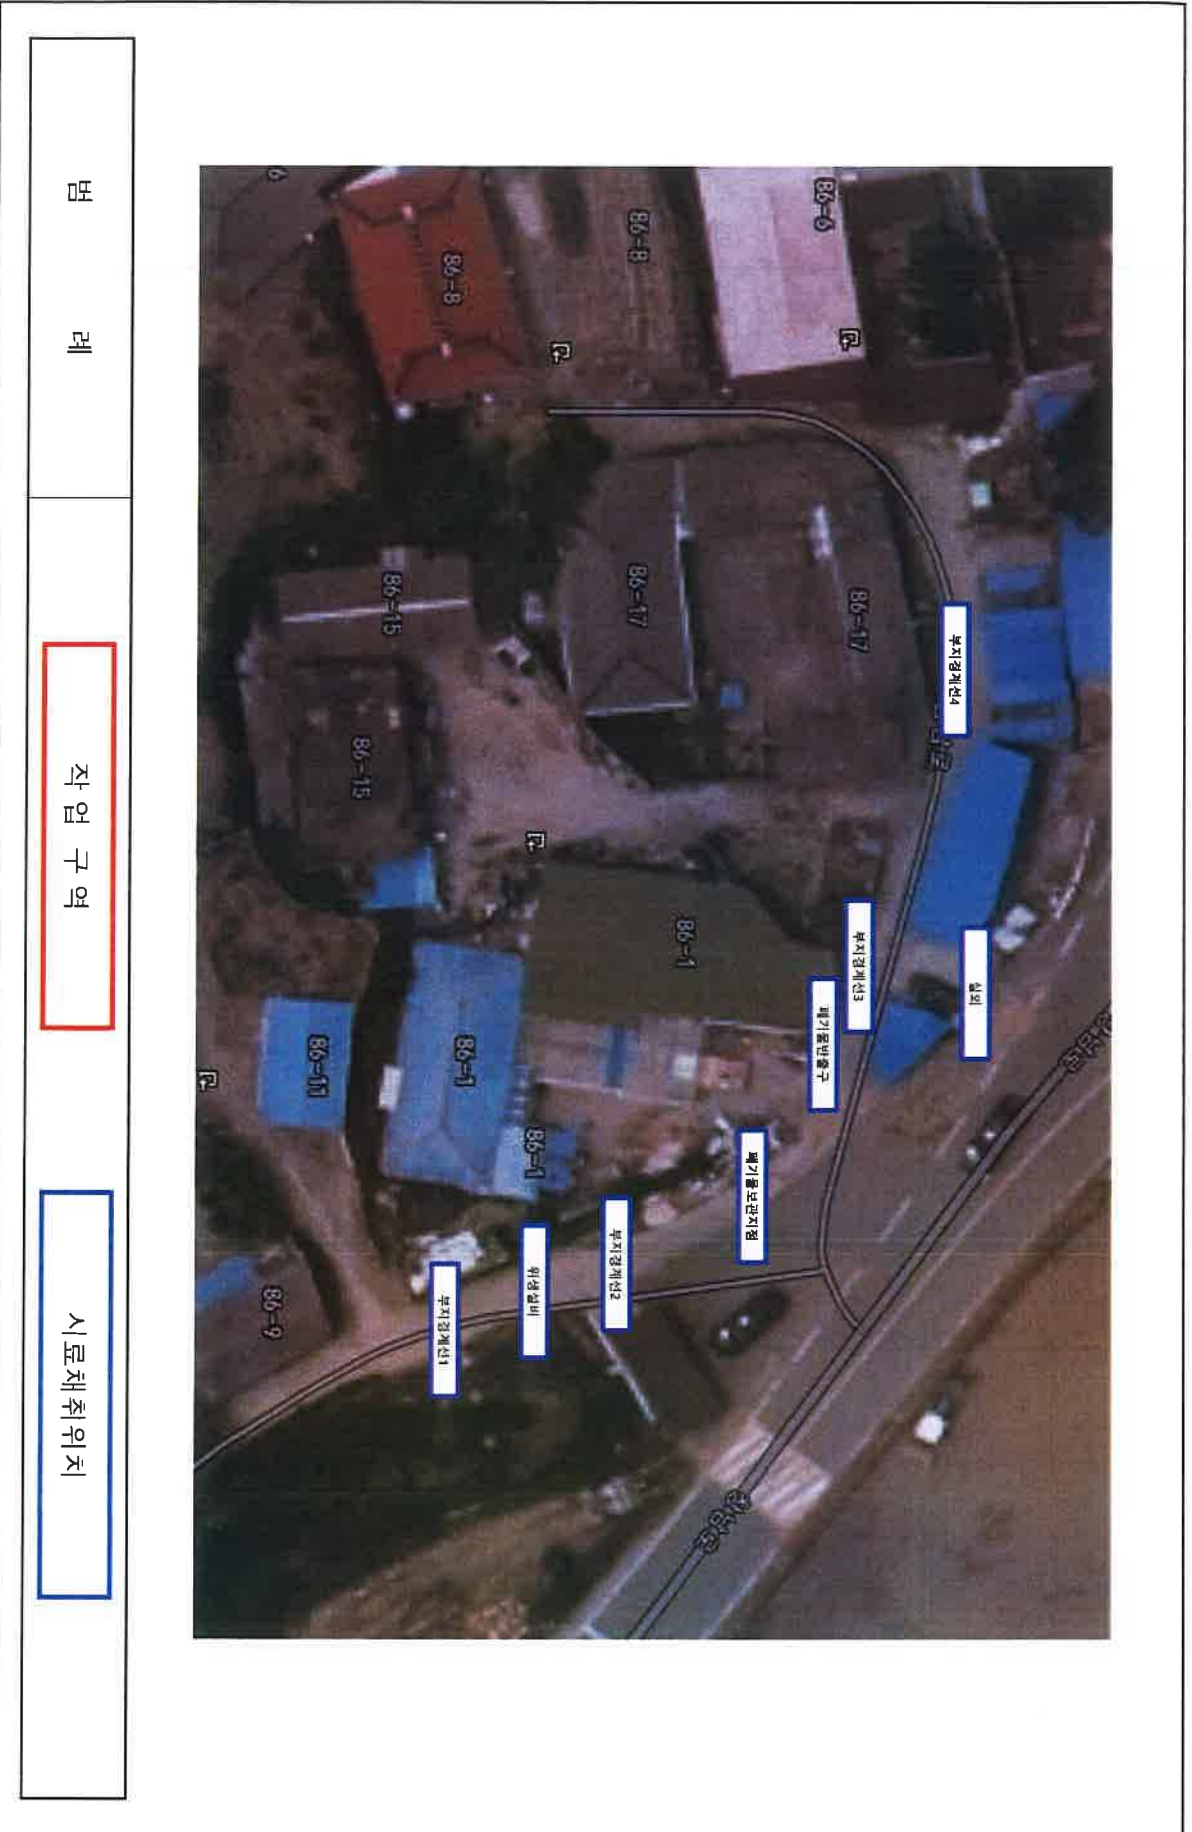 실외
부지경계선4
부지경계선3
86-17
86-6
폐기물반출구
폐기물보관지점
86-1
86-8
86-17
부지경계선2
86-1
위생설비
86-8
86-1
부지경계선1
86-15
86-15
86-11
6
86-9
범 례
작 업 구 역
시료채취위치